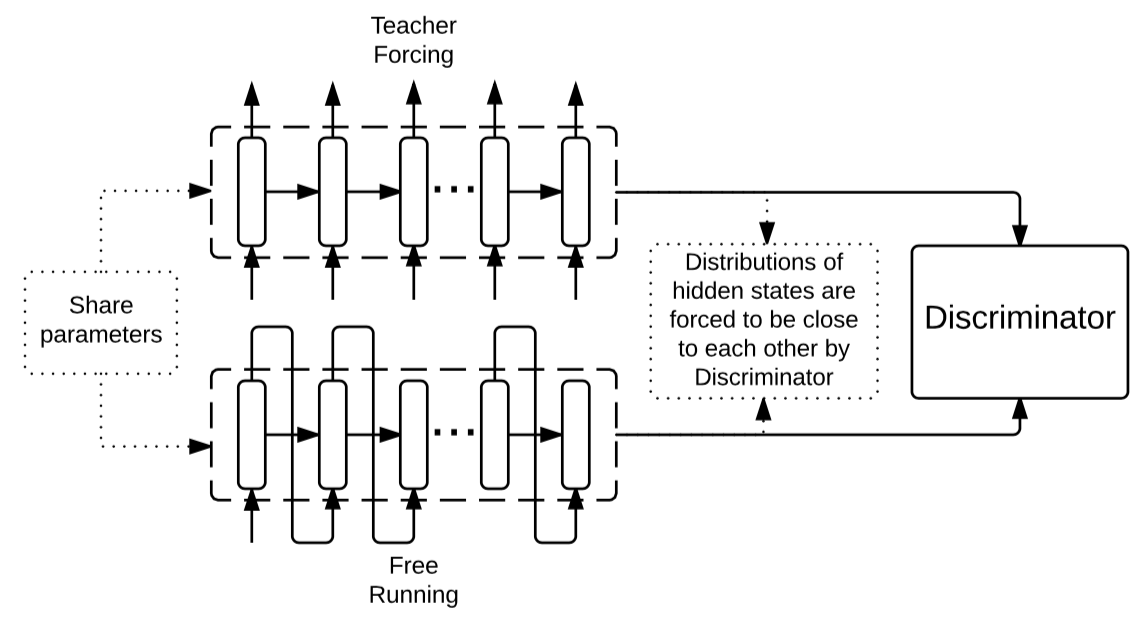 Teacher
Forcing
Share
parameters
Distributions of
hidden states are
forced to be close
to each other by
Discriminator
Discriminator
Free
Running